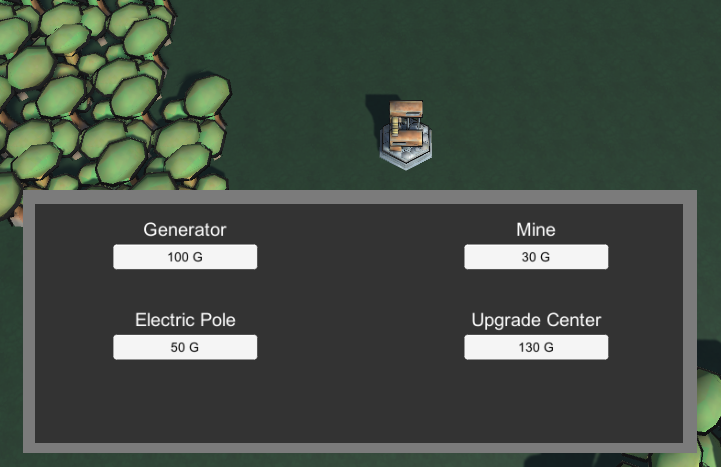 Generator
100 G
Mine
30 G
Electric Pole
50 G
Upgrade Center
130 G